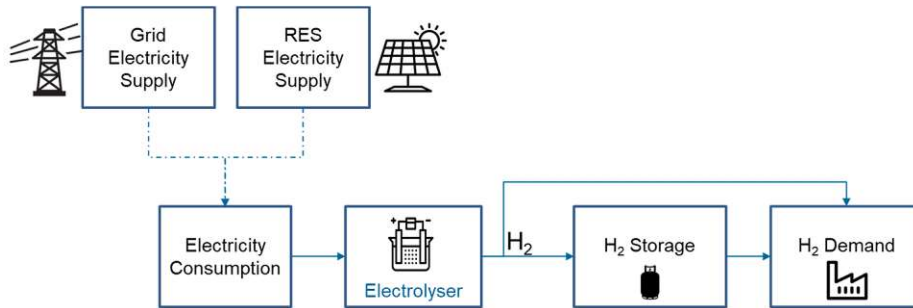 Grid
Electricity
Supply
RES
Electricity
Supply
Electricity
Consumption
+ −
Electrolyser
H₂
H₂ Storage
H₂ Demand